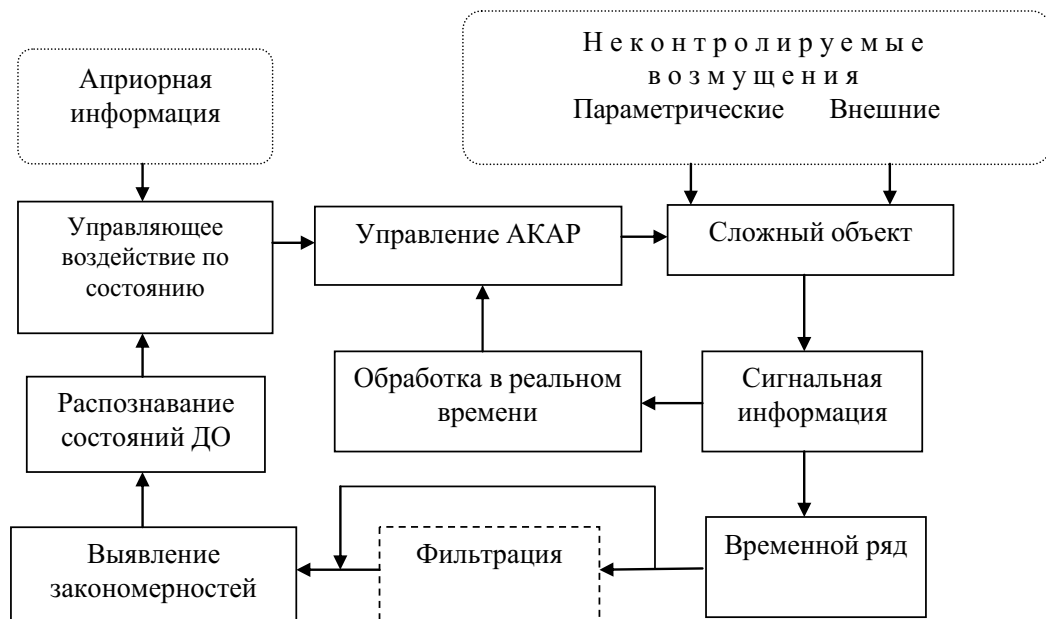 Априорная
информация
Н е к о н т р о л и р у е м ы е
в о з м у щ е н и я
Параметрические Внешние
Управляющее
воздействие по
состоянию
Управление АКАР
Сложный объект
Распознавание
состояний ДО
Обработка в реальном
времени
Сигнальная
информация
Выявление
закономерностей
Фильтрация
Временной ряд